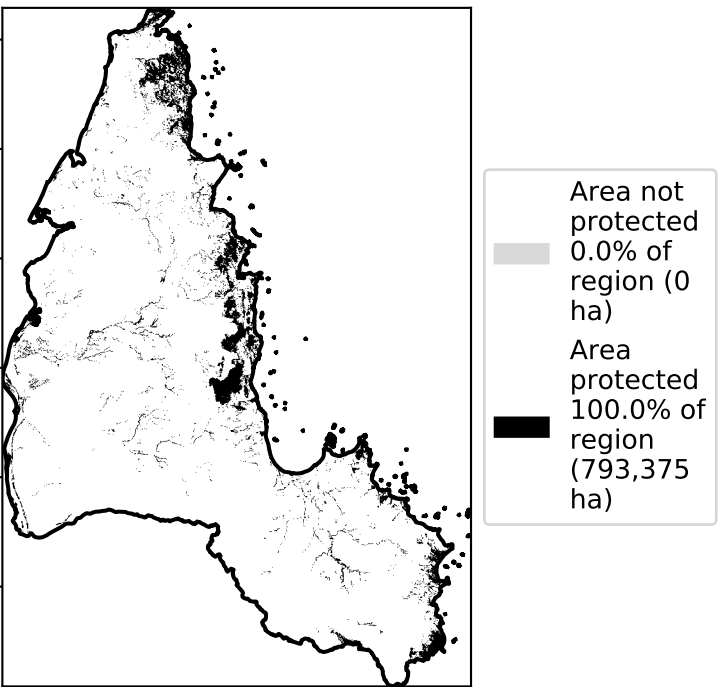 Area not
protected
0.0% of
region (0
ha)
Area
protected
100.0% of
region
(793,375
ha)